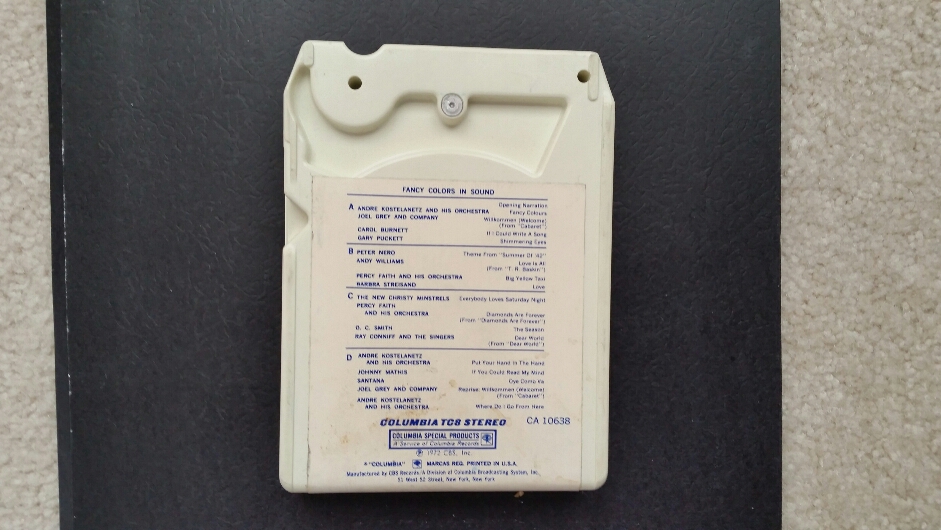 FANCY COLORS IN SOUND
Opening Narration
A ANDRE KOSTELANETZ AND HIS ORCHESTRA Fancy Colours
JOEL GREY AND COMPANY Willkommen (Welcome)
(From "Cabaret")
CAROL BURNETT If I Could Write A Song
GARY PUCKETT Shimmering Eyes
B PETER NERO Theme From "Summer Of '42"
ANDY WILLIAMS Love Is All
(From "T. R. Baskin")
PERCY FAITH AND HIS ORCHESTRA Big Yellow Taxi
BARBRA STREISAND Love
C THE NEW CHRISTY MINSTRELS Everybody Loves Saturday Night
PERCY FAITH
AND HIS ORCHESTRA Diamonds Are Forever
(From "Diamonds Are Forever")
O. C. SMITH The Season
RAY CONNIFF AND THE SINGERS Dear World
(From "Dear World")
D ANDRE KOSTELANETZ
AND HIS ORCHESTRA Put Your Hand In The Hand
JOHNNY MATHIS If You Could Read My Mind
SANTANA Oye Como Va
JOEL GREY AND COMPANY Reprise: Willkommen (Welcome)
(From "Cabaret")
ANDRE KOSTELANETZ
AND HIS ORCHESTRA Where Do I Go From Here
COLUMBIA TC8 STEREO CA 10638
COLUMBIA SPECIAL PRODUCTS
A Service of Columbia Records
℗ 1972 CBS, Inc.
"COLUMBIA" MARCAS REG. PRINTED IN U.S.A.
Manufactured by CBS Records. A Division of Columbia Broadcasting System, Inc.,
51 West 52 Street, New York, New York